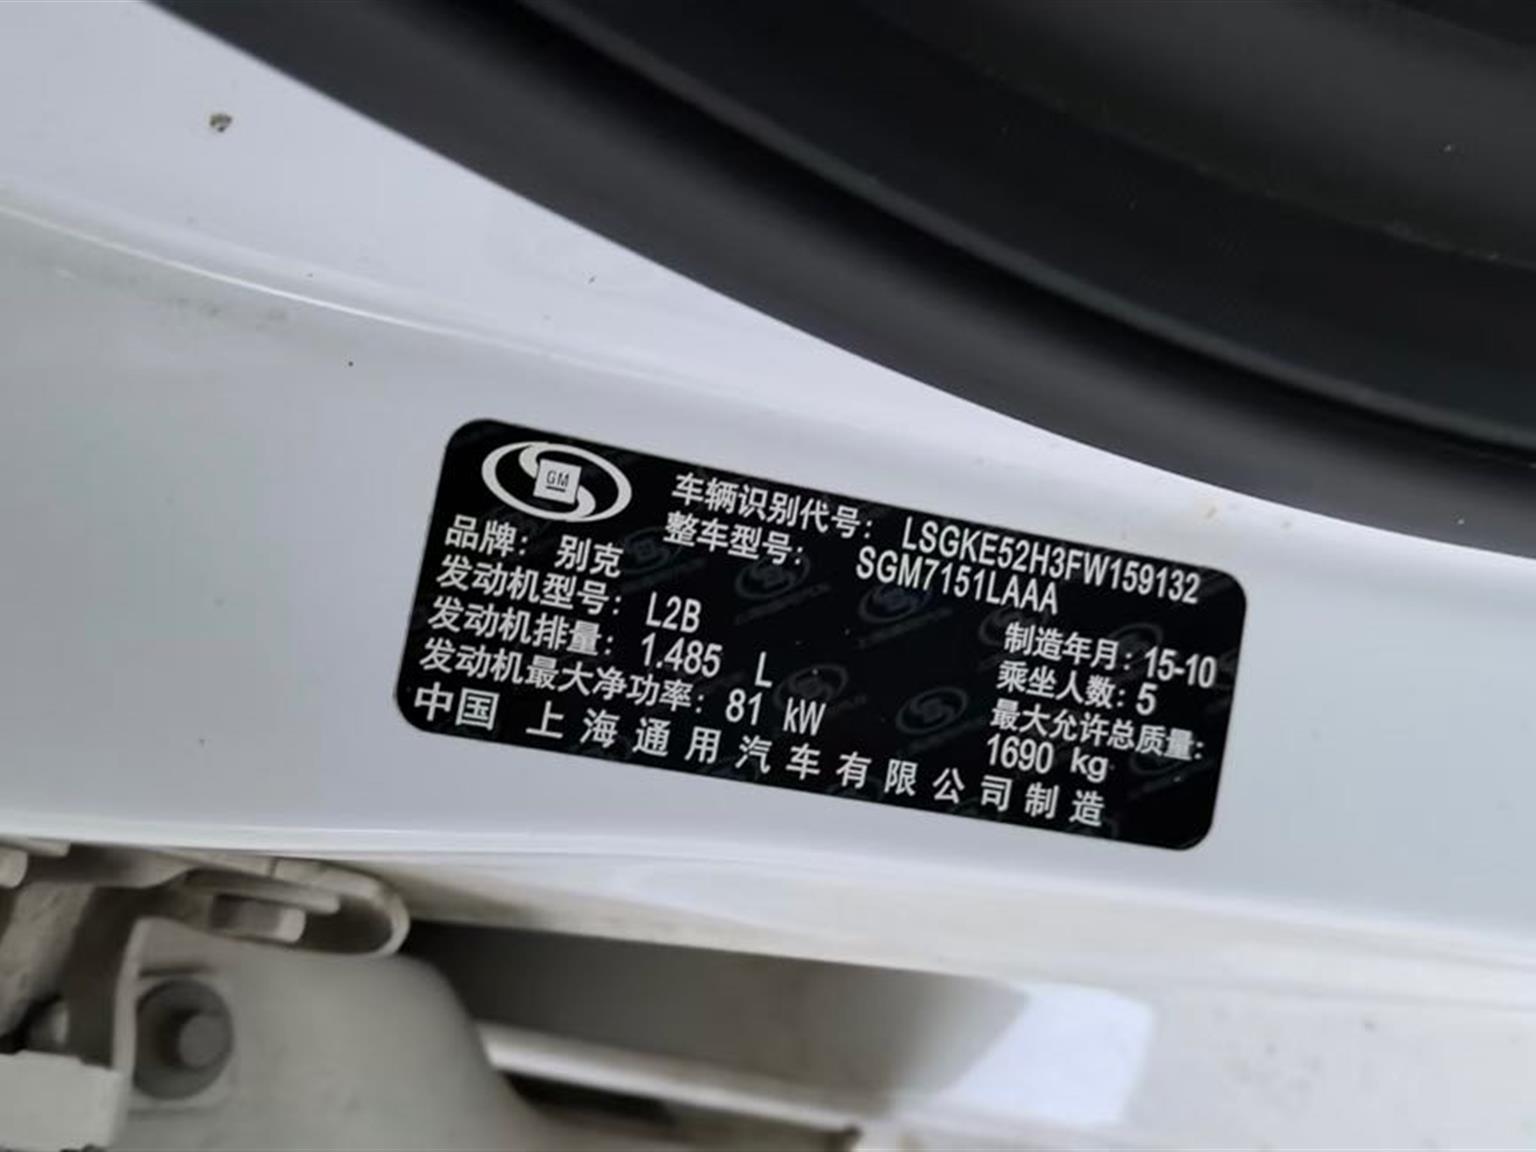 GM
车辆识别代号: LSGKE52H3FW159132
品牌: 别克
整车型号: SGM7151LAAA
发动机型号: L2B
制造年月: 15-10
发动机排量: 1.485 L
乘坐人数: 5
发动机最大净功率: 81 kW
最大允许总质量:
1690 kg
中国 上海通用汽车有限公司制造